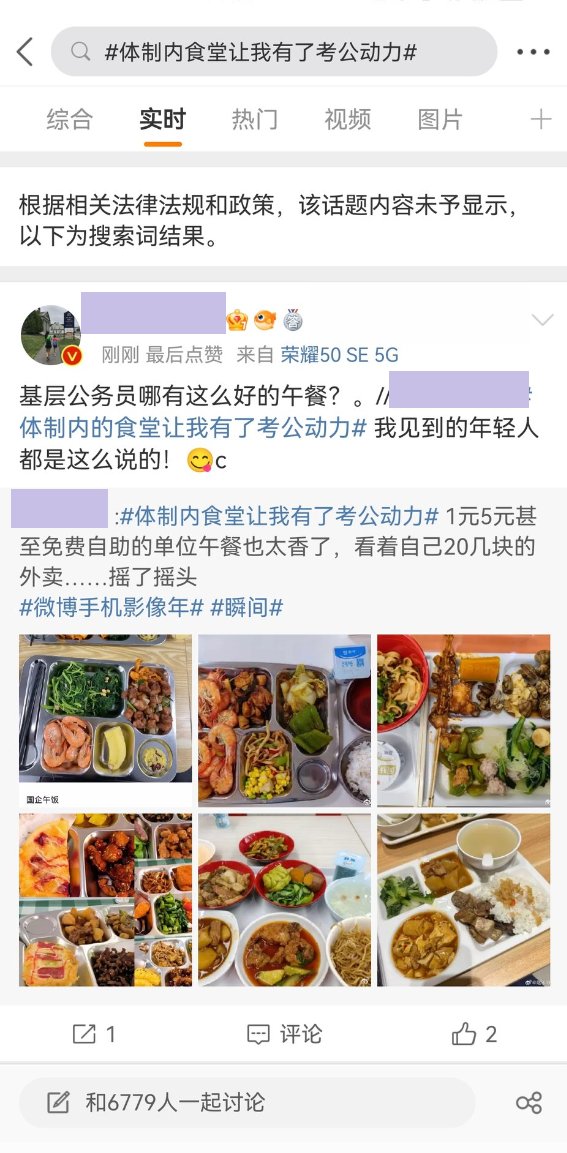 #体制内食堂让我有了考公动力#
综合 实时 热门 视频 图片
根据相关法律法规和政策，该话题内容未予显示，
以下为搜索词结果。
刚刚 最后点赞 来自 荣耀50 SE 5G
基层公务员哪有这么好的午餐？。//
体制内的食堂让我有了考公动力# 我见到的年轻人
都是这么说的！😋c
:#体制内食堂让我有了考公动力# 1元5元甚
至免费自助的单位午餐也太香了，看着自己20几块的
外卖……摇了摇头
#微博手机影像年# #瞬间#
国企午饭
1 评论 2
和6779人一起讨论